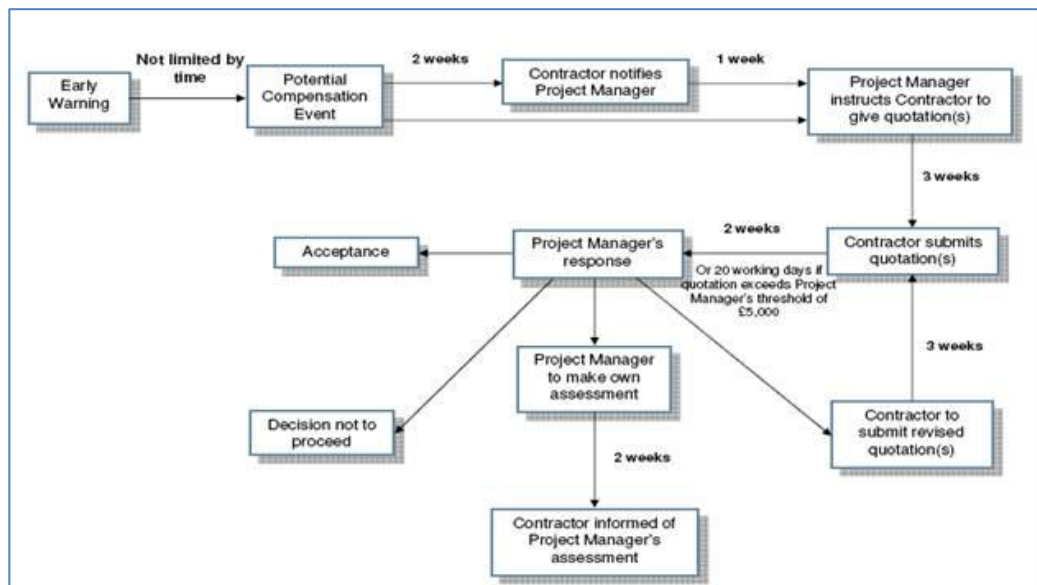 Early
Warning
Not limited by
time
Potential
Compensation
Event
2 weeks
Contractor notifies
Project Manager
1 week
Project Manager
instructs Contractor to
give quotation(s)
3 weeks
Contractor submits
quotation(s)
2 weeks
Or 20 working days if
quotation exceeds Project
Manager's threshold of
£5,000
Project Manager's
response
Acceptance
Decision not to
proceed
Project Manager
to make own
assessment
2 weeks
Contractor informed of
Project Manager's
assessment
Contractor to
submit revised
quotation(s)
3 weeks